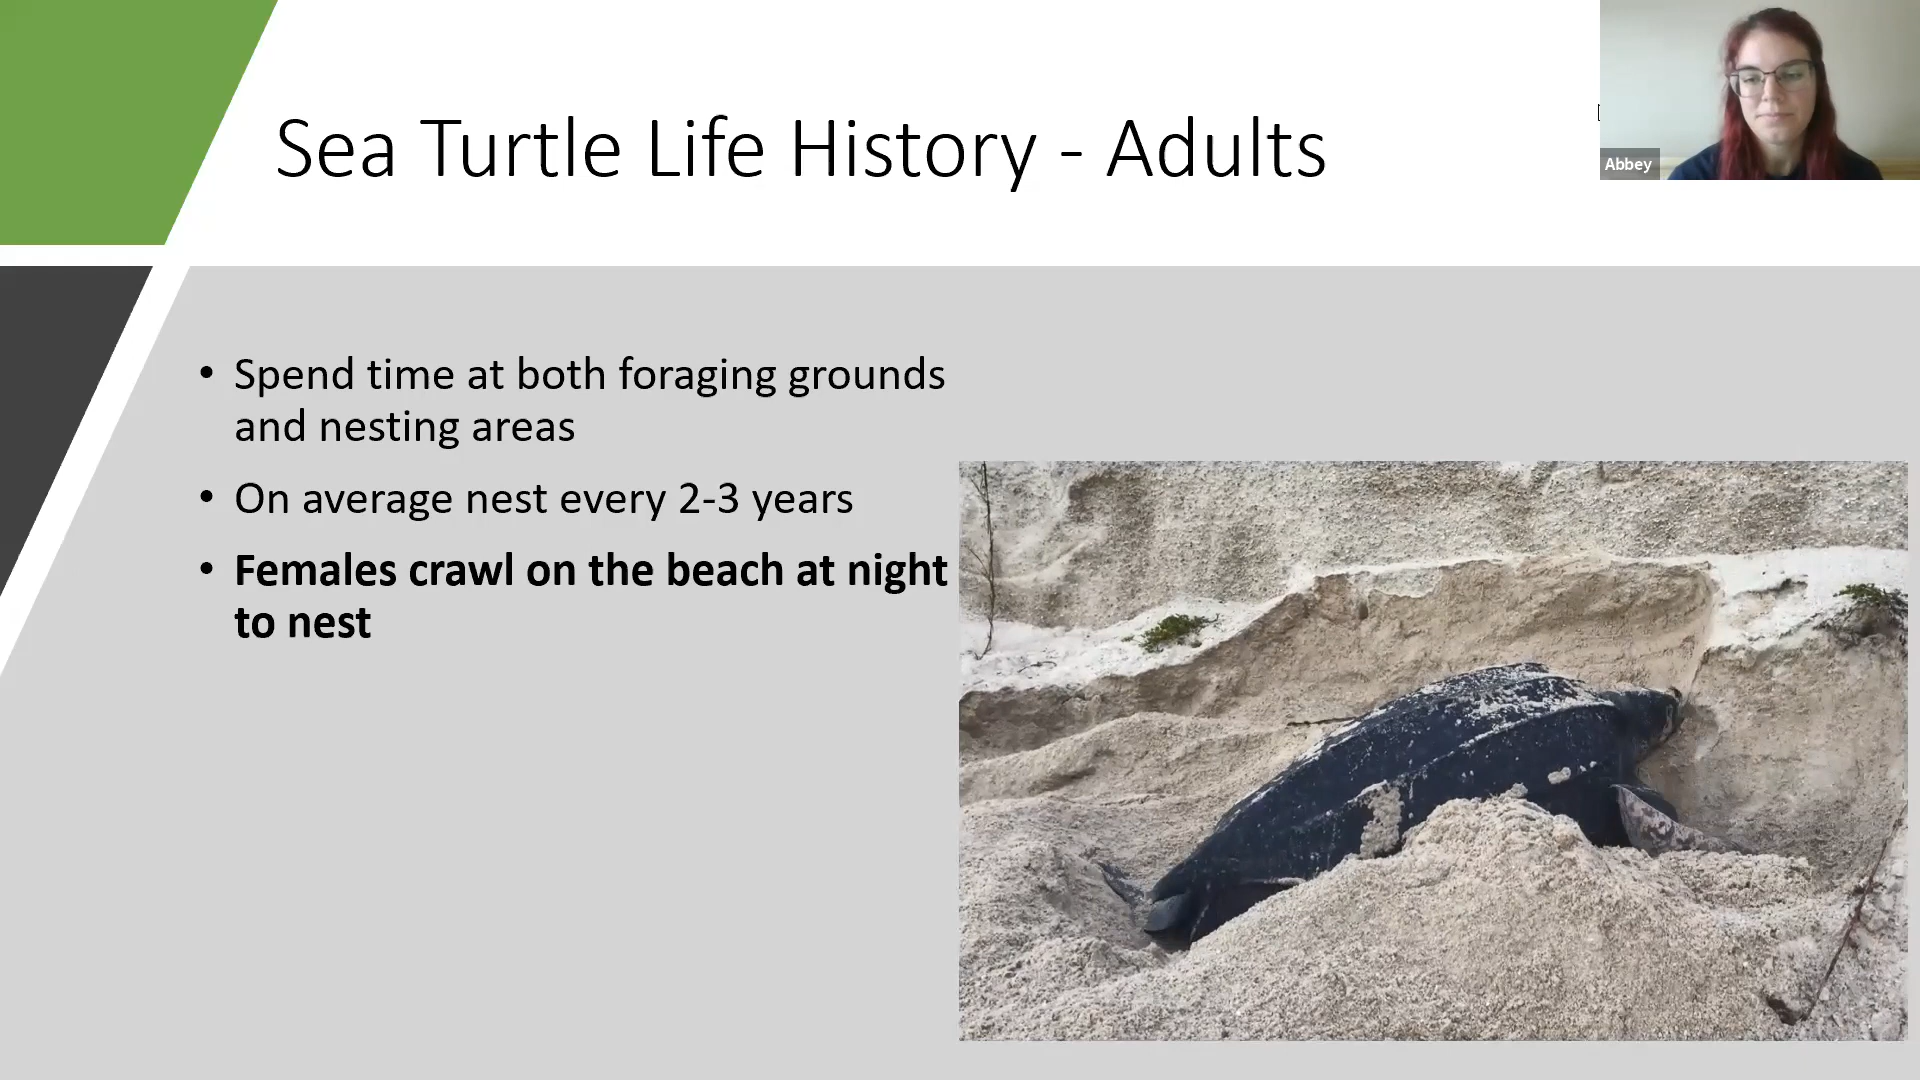 Sea Turtle Life History - Adults
Abbey
• Spend time at both foraging grounds
and nesting areas
• On average nest every 2-3 years
• Females crawl on the beach at night
to nest